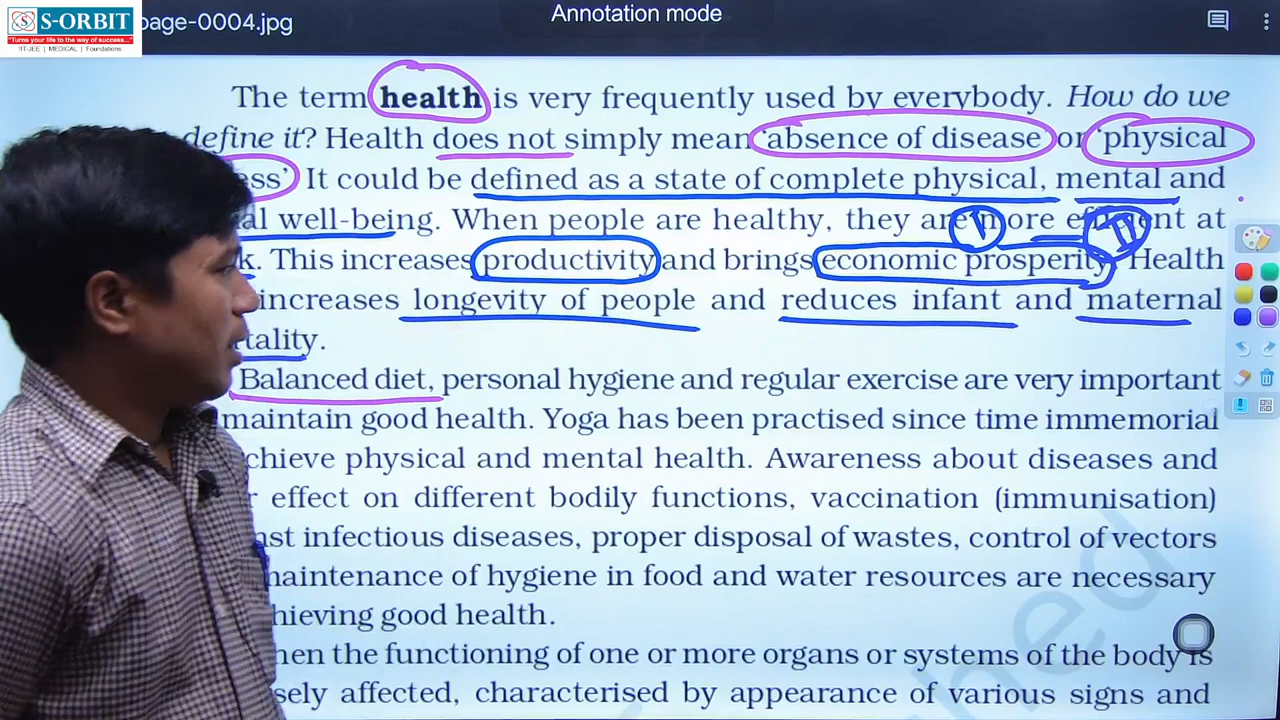 S-ORBIT
"Turns your life to the way of success..."
IIT-JEE | MEDICAL | Foundations
page-0004.jpg
Annotation mode
The term health is very frequently used by everybody. How do we
define it? Health does not simply mean 'absence of disease' or 'physical
ess' It could be defined as a state of complete physical, mental and
al well-being. When people are healthy, they are more efficient at
k. This increases productivity and brings economic prosperity. Health
increases longevity of people and reduces infant and maternal
tality.
Balanced diet, personal hygiene and regular exercise are very important
maintain good health. Yoga has been practised since time immemorial
chieve physical and mental health. Awareness about diseases and
r effect on different bodily functions, vaccination (immunisation)
nst infectious diseases, proper disposal of wastes, control of vectors
maintenance of hygiene in food and water resources are necessary
hieving good health.
hen the functioning of one or more organs or systems of the body is
sely affected, characterised by appearance of various signs and